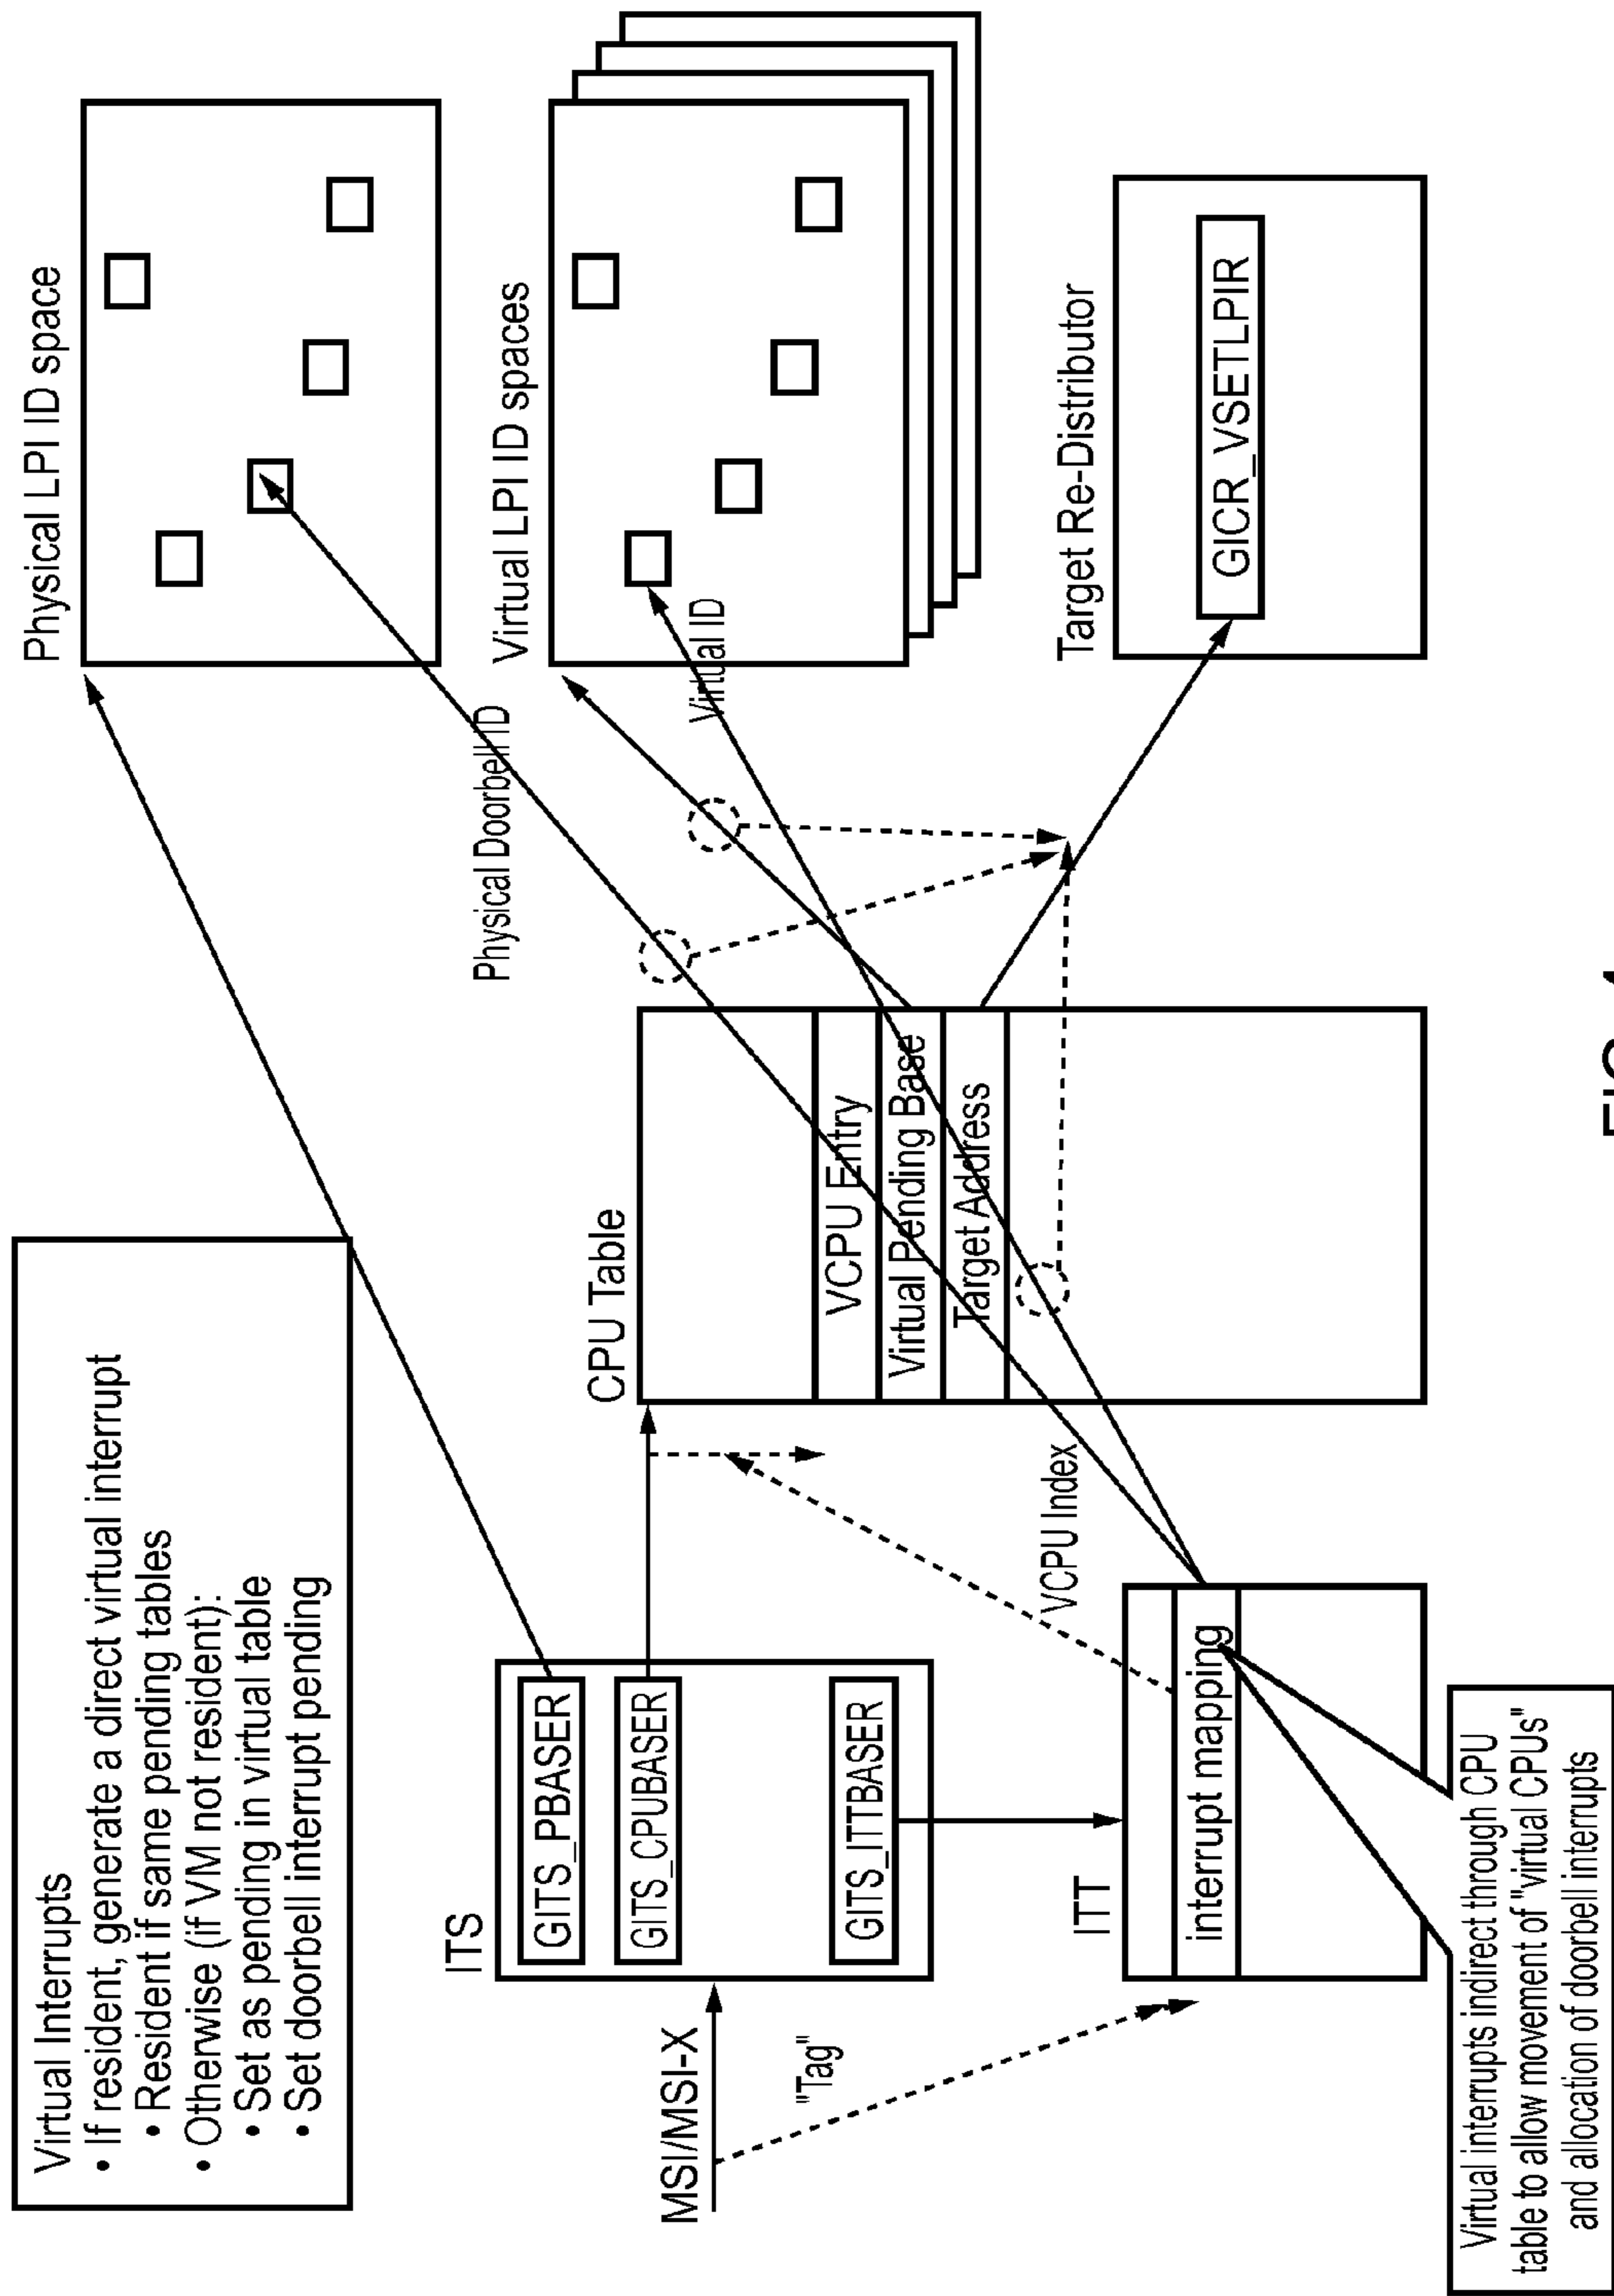 Virtual Interrupts
• If resident, generate a direct virtual interrupt
• Resident if same pending tables
• Otherwise (if VM not resident):
• Set as pending in virtual table
• Set doorbell interrupt pending
Physical LPI ID space
Physical Doorbell ID
Virtual LPI ID spaces
Virtual ID
ITS
GITS_PBASER
GITS_CPUBASER
GITS_ITTBASER
MSI/MSI-X
"Tag"
CPU Table
VCPU Entry
Virtual Pending Base
Target Address
VCPU Index
Target Re-Distributor
GICR_VSETLPIR
ITT
interrupt mapping
Virtual interrupts indirect through CPU
table to allow movement of "virtual CPUs"
and allocation of doorbell interrupts